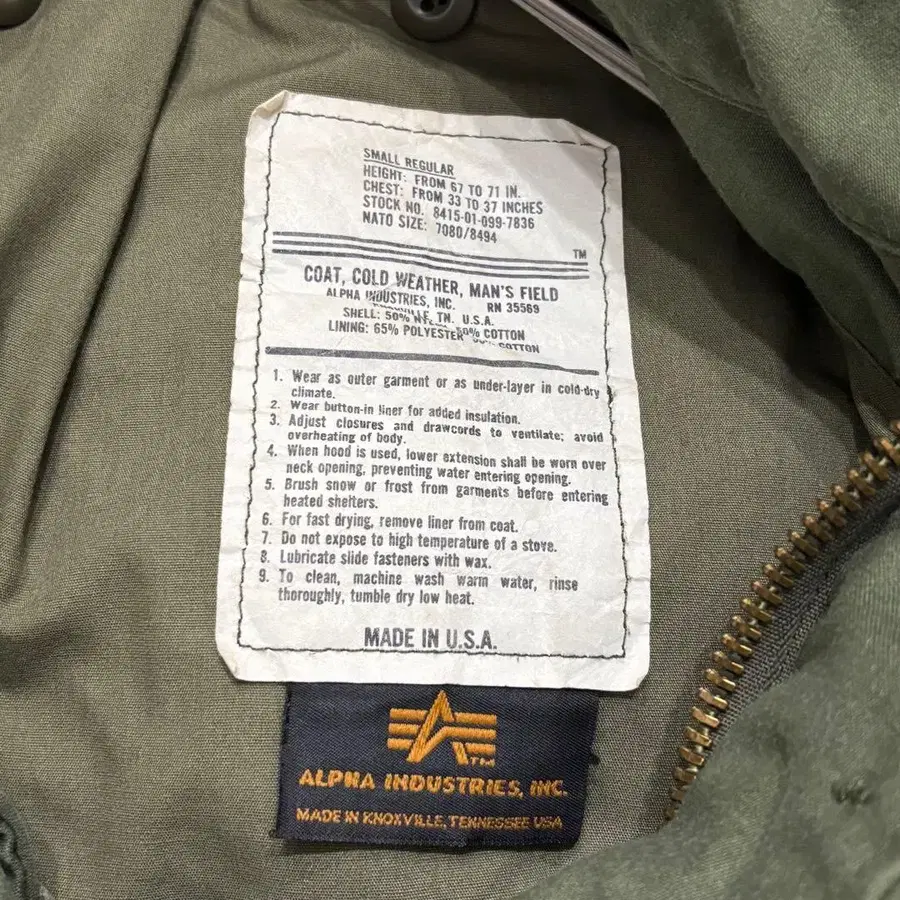 SMALL REGULAR
HEIGHT: FROM 67 TO 71 IN.
CHEST: FROM 33 TO 37 INCHES
STOCK NO. 8415-01-099-7836
NATO SIZE: 7080/8494
TM
COAT, COLD WEATHER, MAN'S FIELD
ALPHA INDUSTRIES, INC. RN 35569
TN. U.S.A.
SHELL: 50% 50% COTTON
LINING: 65% POLYESTER COTTON
1. Wear as outer garment or as under-layer in cold-dry
climate.
2. Wear button-in liner for added insulation.
3. Adjust closures and drawcords to ventilate; avoid
overheating of body.
4. When hood is used, lower extension shall be worn over
neck opening, preventing water entering opening.
5. Brush snow or frost from garments before entering
heated shelters.
6. For fast drying, remove liner from coat.
7. Do not expose to high temperature of a stove.
8. Lubricate slide fasteners with wax.
9. To clean, machine wash warm water, rinse
thoroughly, tumble dry low heat.
MADE IN U.S.A.
TM
ALPHA INDUSTRIES, INC.
MADE IN KNOXVILLE, TENNESSEE USA